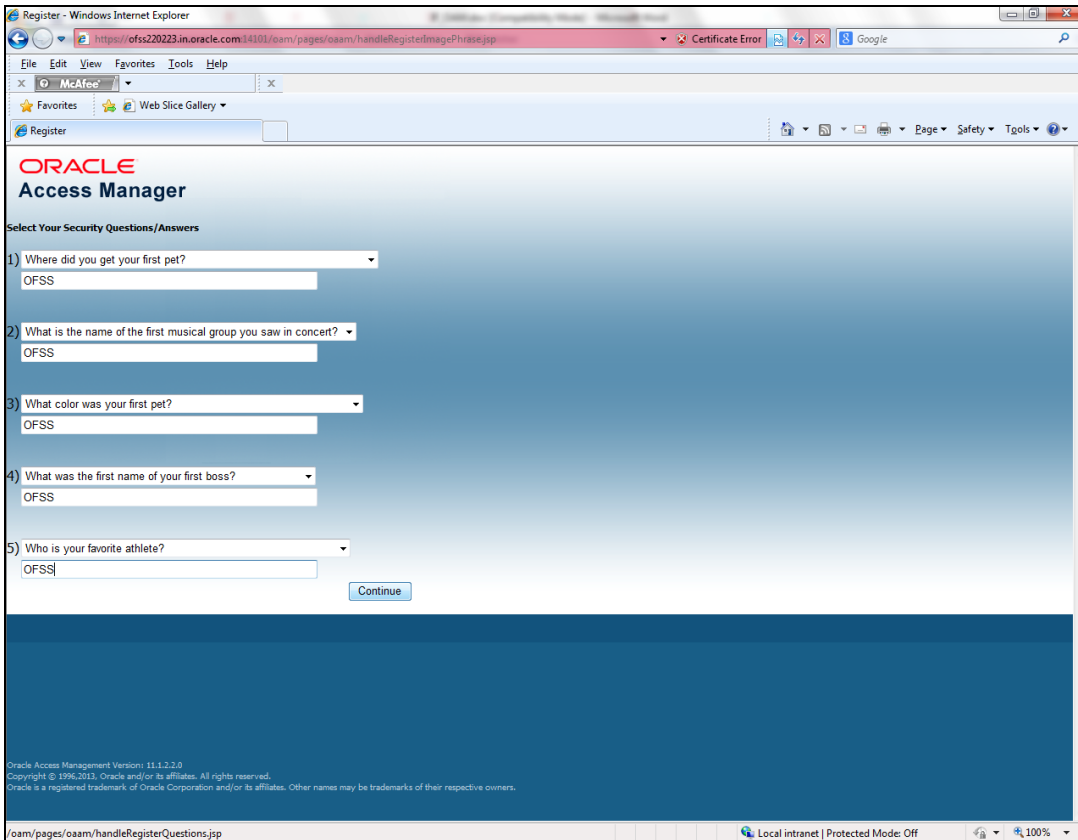 Register - Windows Internet Explorer
https://ofss220223.in.oracle.com:14101/oam/pages/oaam/handleRegisterImagePhrase.jsp
Certificate Error
Google
File Edit View Favorites Tools Help
x McAfee x
Favorites Web Slice Gallery
Register
Page Safety Tools
ORACLE
Access Manager
Select Your Security Questions/Answers
1) Where did you get your first pet?
OFSS
2) What is the name of the first musical group you saw in concert?
OFSS
3) What color was your first pet?
OFSS
4) What was the first name of your first boss?
OFSS
5) Who is your favorite athlete?
OFSS
Continue
Oracle Access Management Version: 11.1.2.2.0
Copyright © 1996,2013, Oracle and/or its affiliates. All rights reserved.
Oracle is a registered trademark of Oracle Corporation and/or its affiliates. Other names may be trademarks of their respective owners.
/oam/pages/oaam/handleRegisterQuestions.jsp
Local intranet | Protected Mode: Off
100%